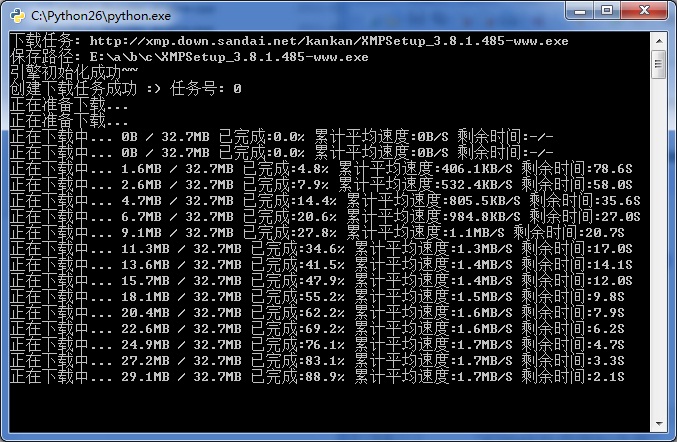 C:\Python26\python.exe
下载任务: http://xmp.down.sandai.net/kankan/XMPSetup_3.8.1.485-www.exe
保存路径: E:\a\b\c\XMPSetup_3.8.1.485-www.exe
引擎初始化成功~~
创建下载任务成功 :) 任务号: 0
正在准备下载...
正在准备下载...
正在下载中... 0B / 32.7MB 已完成:0.0% 累计平均速度:0B/S 剩余时间:-/-
正在下载中... 0B / 32.7MB 已完成:0.0% 累计平均速度:0B/S 剩余时间:-/-
正在下载中... 1.6MB / 32.7MB 已完成:4.8% 累计平均速度:406.1KB/S 剩余时间:78.6S
正在下载中... 2.6MB / 32.7MB 已完成:7.9% 累计平均速度:532.4KB/S 剩余时间:58.0S
正在下载中... 4.7MB / 32.7MB 已完成:14.4% 累计平均速度:805.5KB/S 剩余时间:35.6S
正在下载中... 6.7MB / 32.7MB 已完成:20.6% 累计平均速度:984.8KB/S 剩余时间:27.0S
正在下载中... 9.1MB / 32.7MB 已完成:27.8% 累计平均速度:1.1MB/S 剩余时间:20.7S
正在下载中... 11.3MB / 32.7MB 已完成:34.6% 累计平均速度:1.3MB/S 剩余时间:17.0S
正在下载中... 13.6MB / 32.7MB 已完成:41.5% 累计平均速度:1.4MB/S 剩余时间:14.1S
正在下载中... 15.7MB / 32.7MB 已完成:47.9% 累计平均速度:1.4MB/S 剩余时间:12.0S
正在下载中... 18.1MB / 32.7MB 已完成:55.2% 累计平均速度:1.5MB/S 剩余时间:9.8S
正在下载中... 20.4MB / 32.7MB 已完成:62.2% 累计平均速度:1.6MB/S 剩余时间:7.9S
正在下载中... 22.6MB / 32.7MB 已完成:69.2% 累计平均速度:1.6MB/S 剩余时间:6.2S
正在下载中... 24.9MB / 32.7MB 已完成:76.1% 累计平均速度:1.7MB/S 剩余时间:4.7S
正在下载中... 27.2MB / 32.7MB 已完成:83.1% 累计平均速度:1.7MB/S 剩余时间:3.3S
正在下载中... 29.1MB / 32.7MB 已完成:88.9% 累计平均速度:1.7MB/S 剩余时间:2.1S